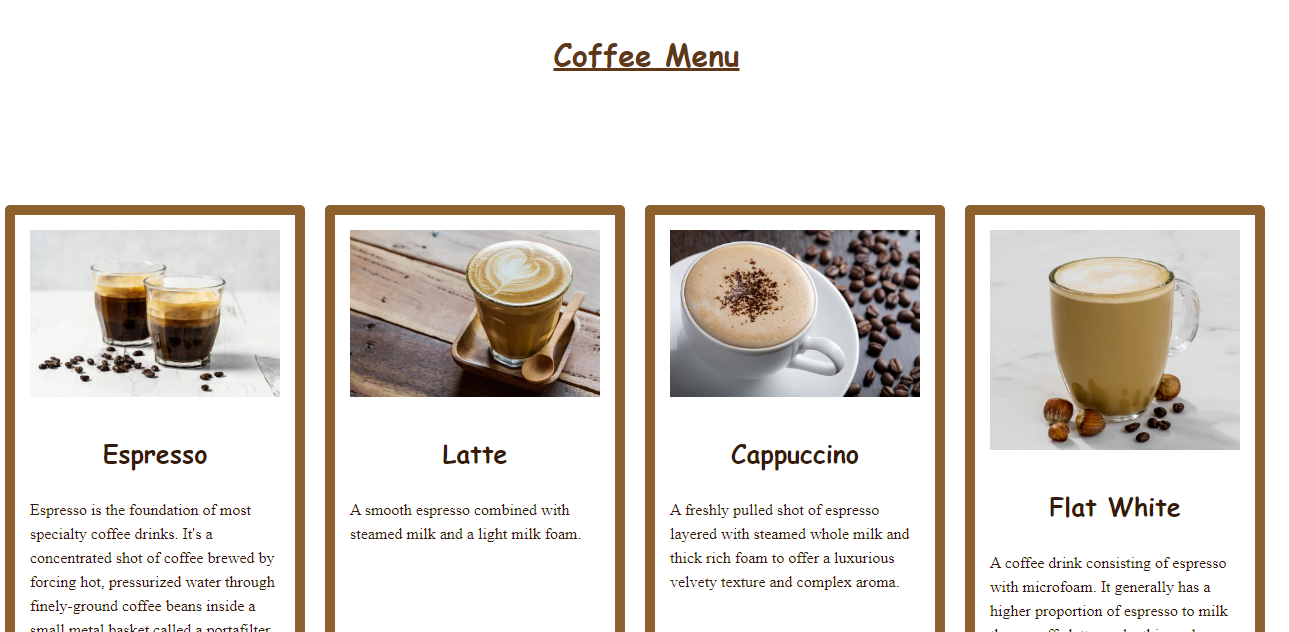 Coffee Menu
Espresso
Espresso is the foundation of most
specialty coffee drinks. It's a
concentrated shot of coffee brewed by
forcing hot, pressurized water through
finely-ground coffee beans inside a
small metal basket called a portafilter
Latte
A smooth espresso combined with
steamed milk and a light milk foam.
Cappuccino
A freshly pulled shot of espresso
layered with steamed whole milk and
thick rich foam to offer a luxurious
velvety texture and complex aroma.
Flat White
A coffee drink consisting of espresso
with microfoam. It generally has a
higher proportion of espresso to milk